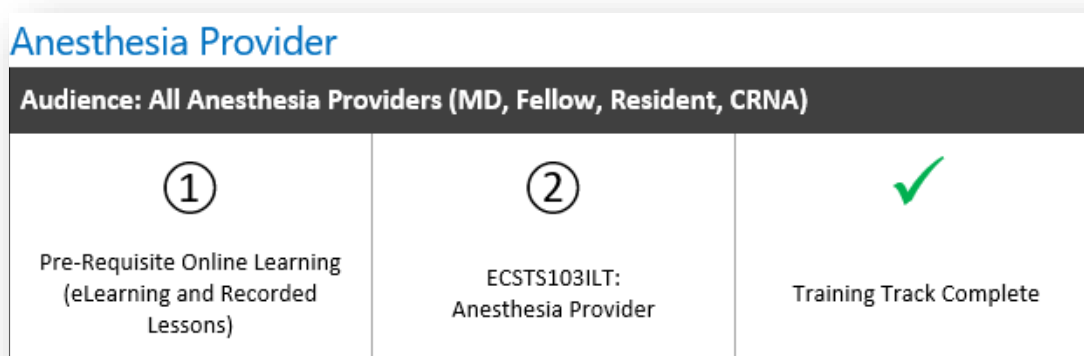 Anesthesia Provider
Audience: All Anesthesia Providers (MD, Fellow, Resident, CRNA)
1
Pre-Requisite Online Learning
(eLearning and Recorded
Lessons)
2
ECSTS103ILT:
Anesthesia Provider
Training Track Complete